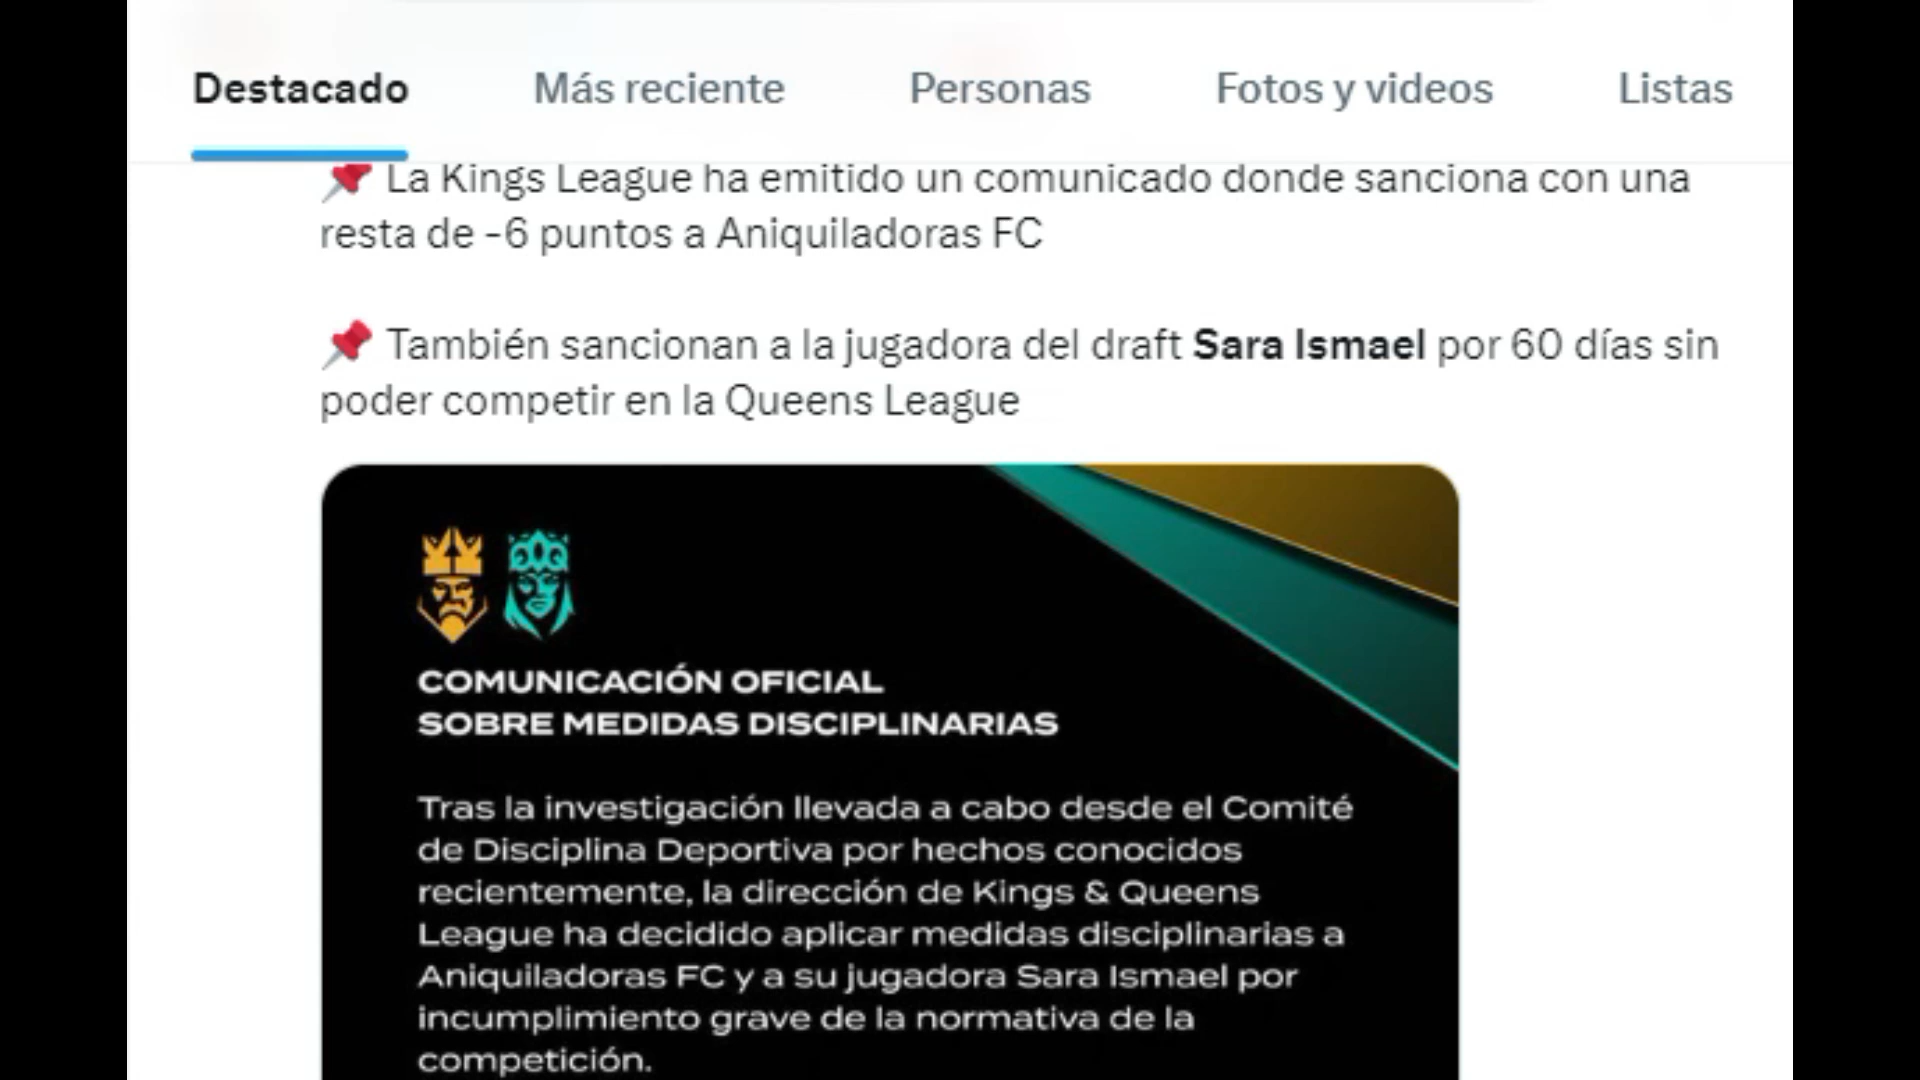 Destacado Más reciente Personas Fotos y videos Listas
📌 La Kings League ha emitido un comunicado donde sanciona con una
resta de -6 puntos a Aniquiladoras FC
📌 También sancionan a la jugadora del draft Sara Ismael por 60 días sin
poder competir en la Queens League
COMUNICACIÓN OFICIAL
SOBRE MEDIDAS DISCIPLINARIAS
Tras la investigación llevada a cabo desde el Comité
de Disciplina Deportiva por hechos conocidos
recientemente, la dirección de Kings & Queens
League ha decidido aplicar medidas disciplinarias a
Aniquiladoras FC y a su jugadora Sara Ismael por
incumplimiento grave de la normativa de la
competición.